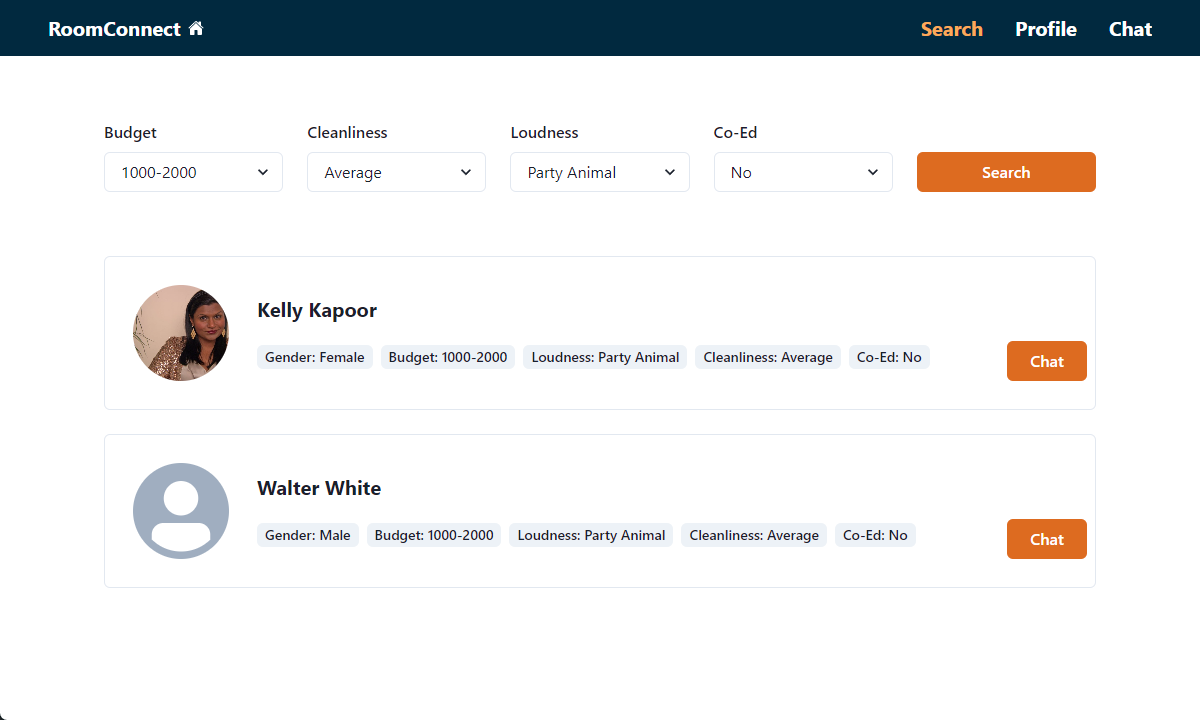 RoomConnect
Search Profile Chat
Budget Cleanliness Loudness Co-Ed
1000-2000 Average Party Animal No Search
Kelly Kapoor
Gender: Female Budget: 1000-2000 Loudness: Party Animal Cleanliness: Average Co-Ed: No
Chat
Walter White
Gender: Male Budget: 1000-2000 Loudness: Party Animal Cleanliness: Average Co-Ed: No
Chat